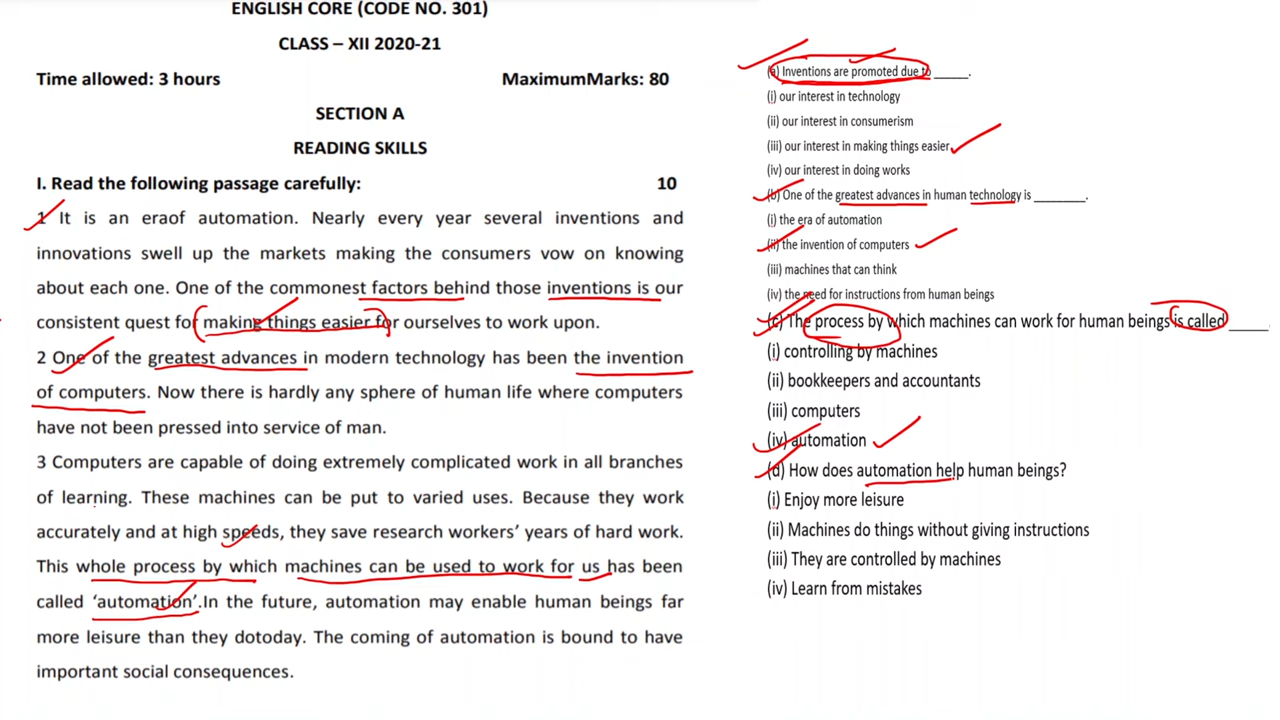 ENGLISH CORE (CODE NO. 301)
CLASS – XII 2020-21
Time allowed: 3 hours MaximumMarks: 80
SECTION A
READING SKILLS
I. Read the following passage carefully: 10
1 It is an eraof automation. Nearly every year several inventions and
innovations swell up the markets making the consumers vow on knowing
about each one. One of the commonest factors behind those inventions is our
consistent quest for making things easier for ourselves to work upon.
2 One of the greatest advances in modern technology has been the invention
of computers. Now there is hardly any sphere of human life where computers
have not been pressed into service of man.
3 Computers are capable of doing extremely complicated work in all branches
of learning. These machines can be put to varied uses. Because they work
accurately and at high speeds, they save research workers’ years of hard work.
This whole process by which machines can be used to work for us has been
called ‘automation’.In the future, automation may enable human beings far
more leisure than they dotoday. The coming of automation is bound to have
important social consequences.
(a) Inventions are promoted due to _____.
(i) our interest in technology
(ii) our interest in consumerism
(iii) our interest in making things easier
(iv) our interest in doing works
(b) One of the greatest advances in human technology is ________.
(i) the era of automation
(ii) the invention of computers
(iii) machines that can think
(iv) the need for instructions from human beings
(c) The process by which machines can work for human beings is called _____
(i) controlling by machines
(ii) bookkeepers and accountants
(iii) computers
(iv) automation
(d) How does automation help human beings?
(i) Enjoy more leisure
(ii) Machines do things without giving instructions
(iii) They are controlled by machines
(iv) Learn from mistakes